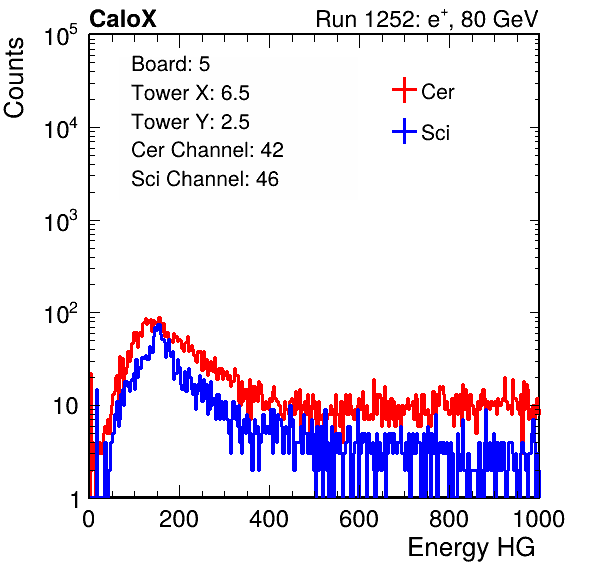 CaloX Run 1252: e⁺, 80 GeV
Counts
10⁵
10⁴
10³
10²
10
1
Board: 5
Tower X: 6.5
Tower Y: 2.5
Cer Channel: 42
Sci Channel: 46
Cer
Sci
0 200 400 600 800 1000
Energy HG